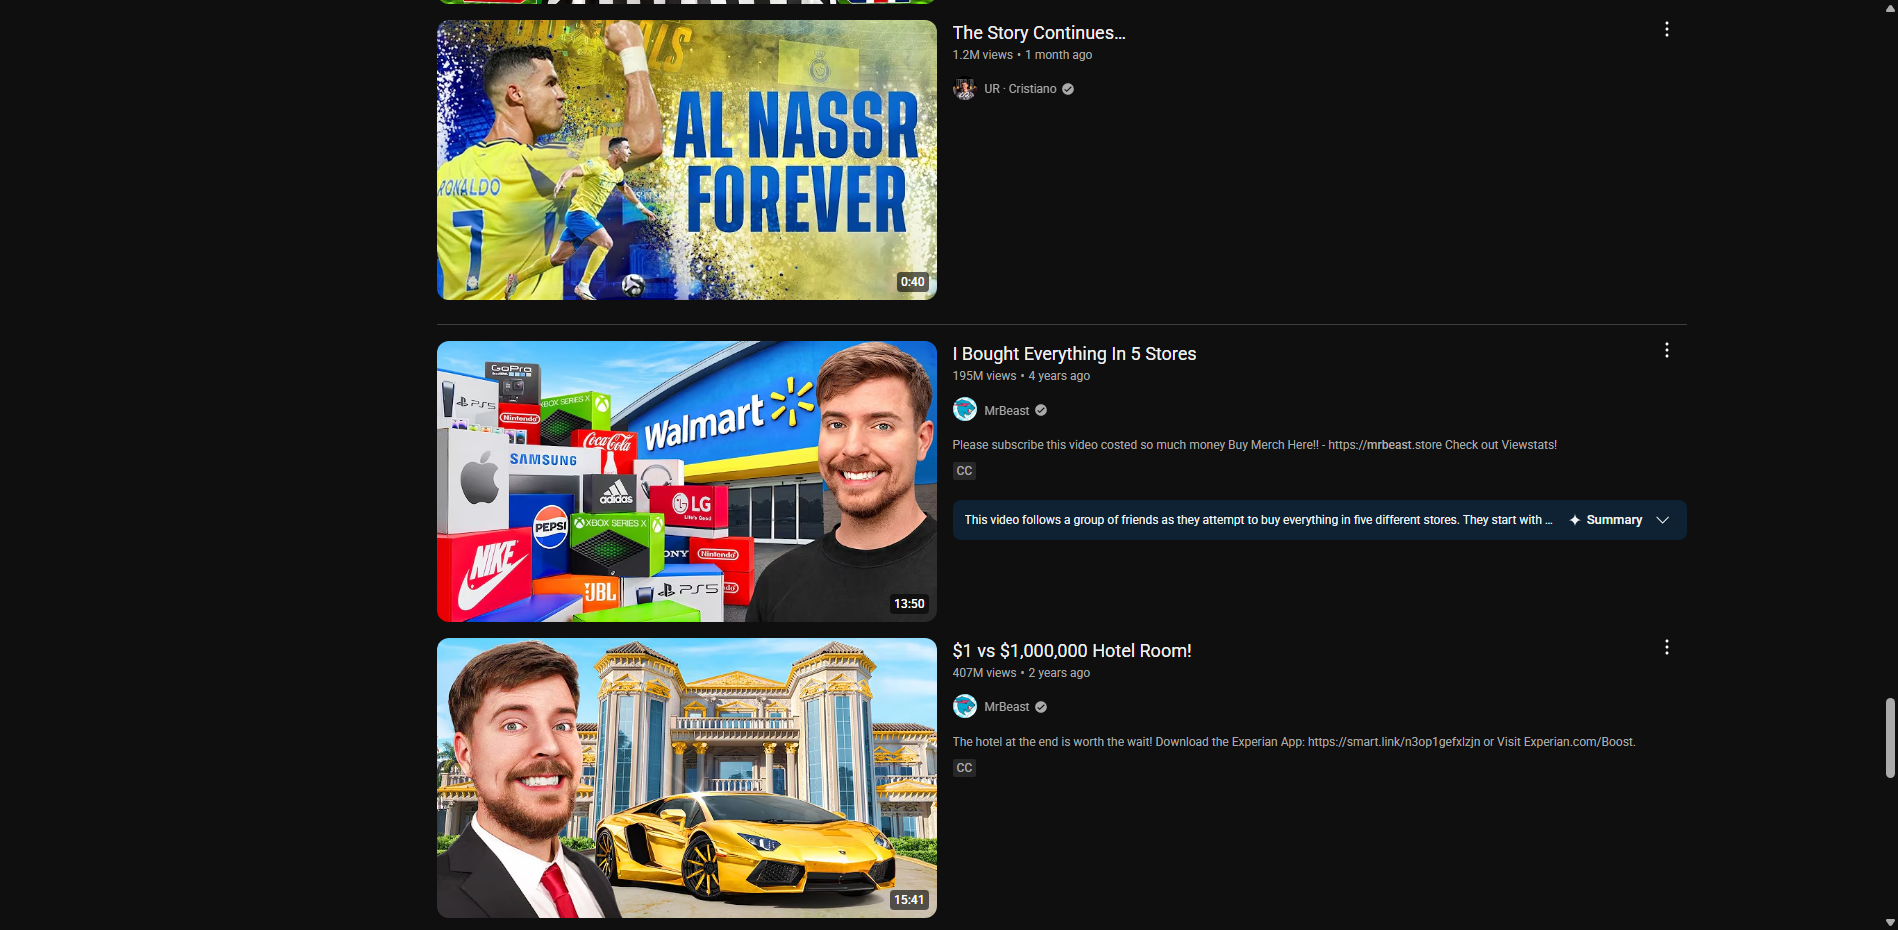 AL NASSR
FOREVER
RONALDO
7
0:40
The Story Continues...
1.2M views • 1 month ago
UR · Cristiano
GoPro
PS5
Nintendo
XBOX SERIES X
Coca-Cola
Walmart
SAMSUNG
adidas
LG
Life's Good
PEPSI
XBOX SERIES X
SONY
Nintendo
NIKE
JBL
PS5
13:50
I Bought Everything In 5 Stores
195M views • 4 years ago
MrBeast
Please subscribe this video costed so much money Buy Merch Here!! - https://mrbeast.store Check out Viewstats!
CC
This video follows a group of friends as they attempt to buy everything in five different stores. They start with ...
Summary
15:41
$1 vs $1,000,000 Hotel Room!
407M views • 2 years ago
MrBeast
The hotel at the end is worth the wait! Download the Experian App: https://smart.link/n3op1gefxlzjn or Visit Experian.com/Boost.
CC